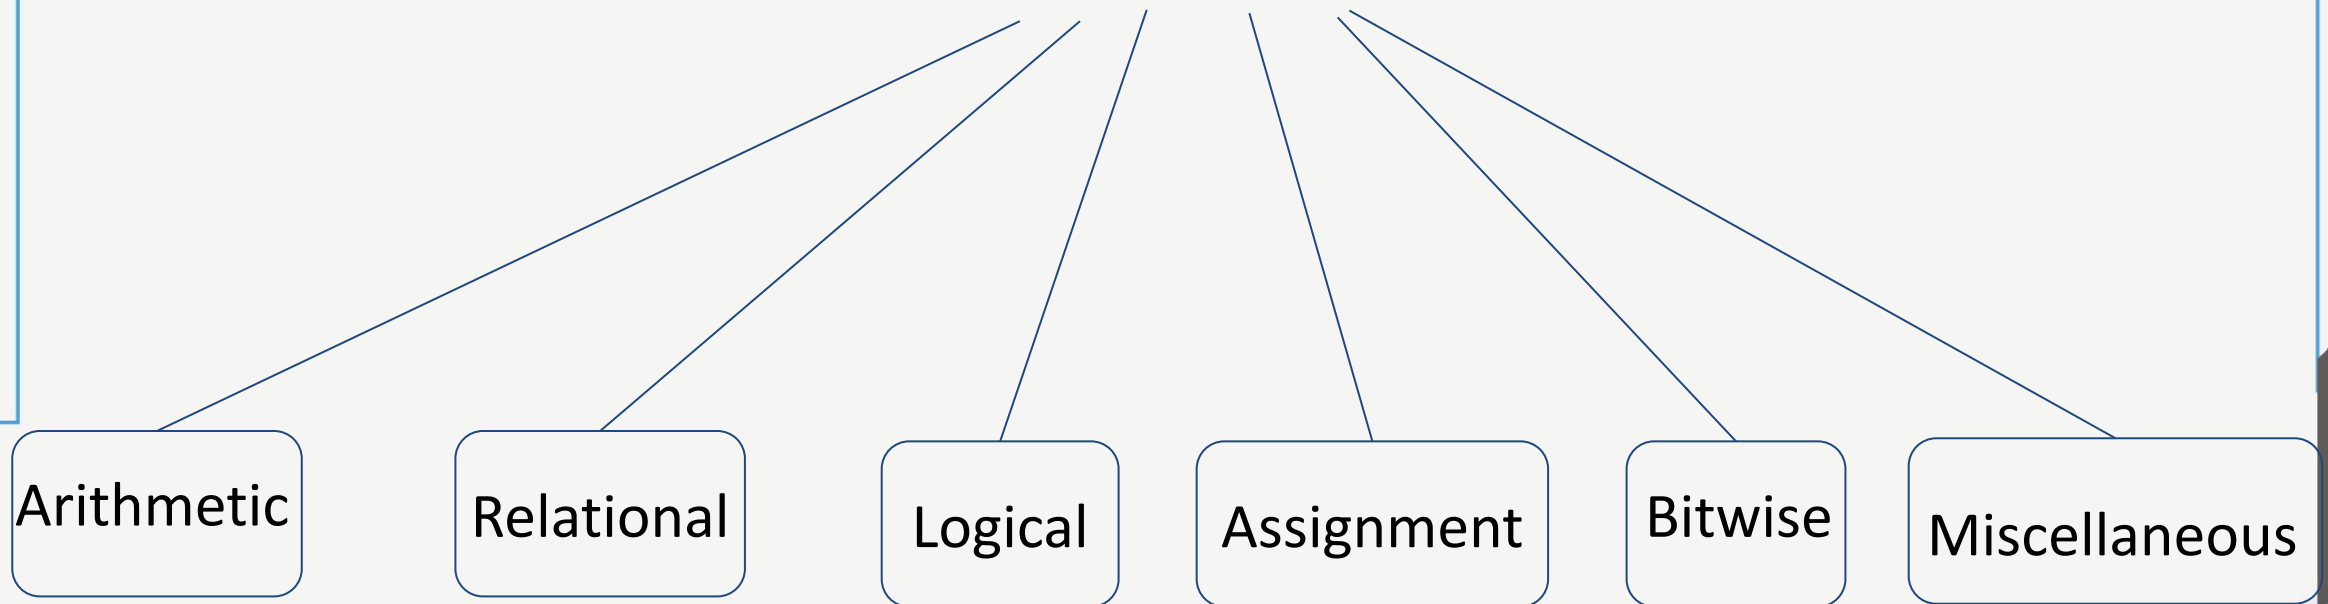 Arithmetic
Relational
Logical
Assignment
Bitwise
Miscellaneous